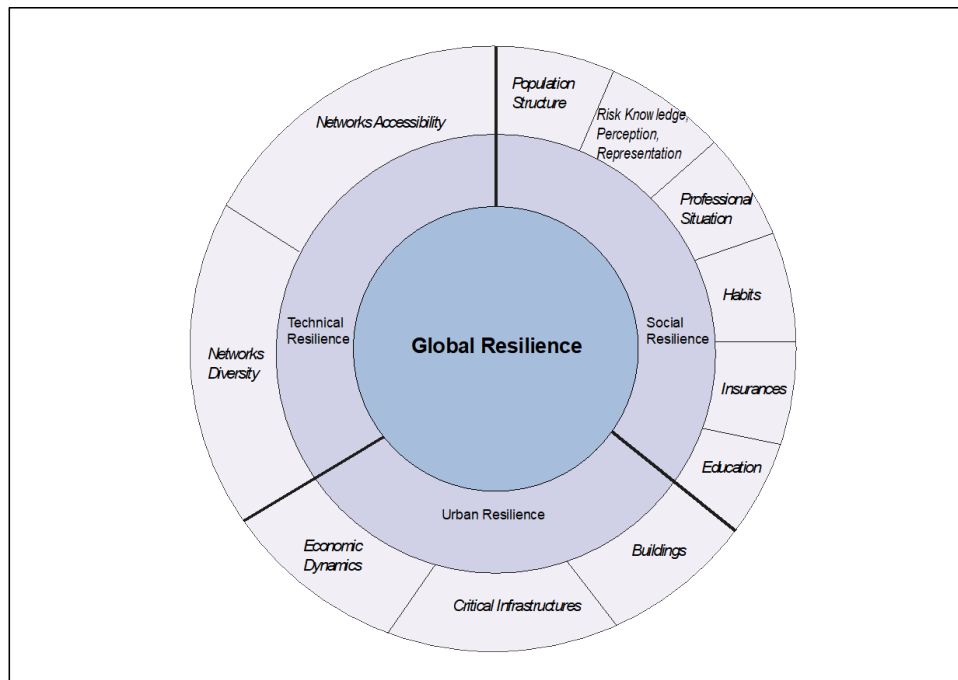 Population
Structure
Networks Accessibility
Risk Knowledge,
Perception,
Representation
Professional
Situation
Habits
Technical
Resilience
Social
Resilience
Global Resilience
Networks
Diversity
Insurances
Education
Urban Resilience
Economic
Dynamics
Buildings
Critical Infrastructures